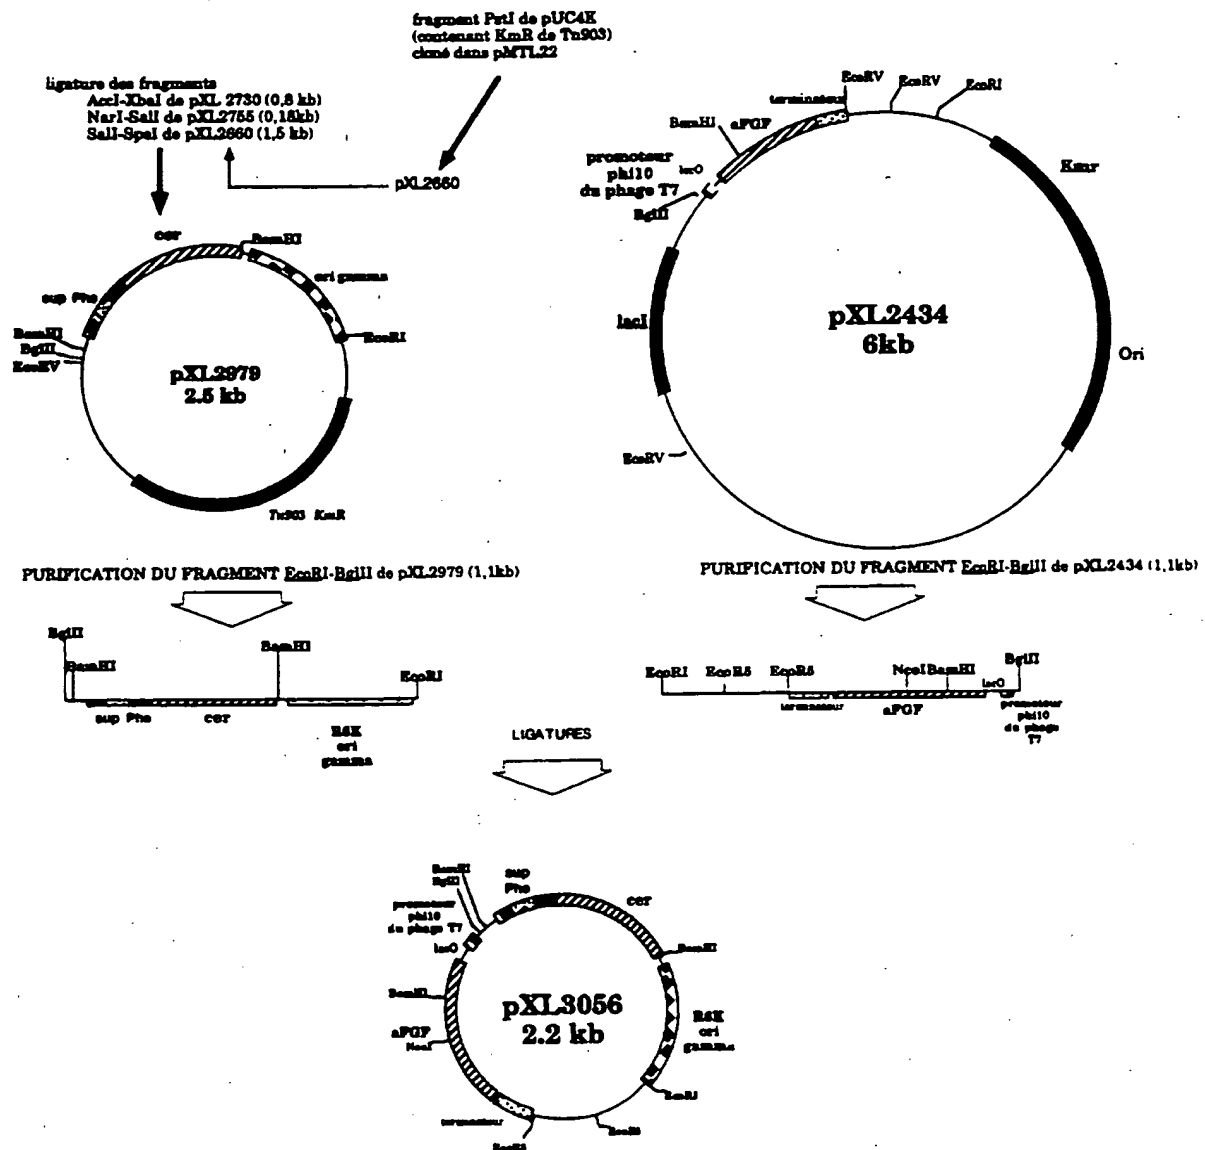 fragment PstI de pUC4K
(contenant KmR de Tn903)
cloné dans pMTL22
ligature des fragments
AccI-XbaI de pXL 2730 (0,8 kb)
NarI-SalI de pXL2755 (0,18kb)
SalI-SpeI de pXL2660 (1,5 kb)
pXL2660
cer
BamHI
ori gamma
sup Phe
BamHI
BglII
EcoRV
EcoRI
pXL2979
2.5 kb
Tn903 KmR
EcoRV
EcoRV
EcoRI
terminateur
BamHI
aFGF
promoteur
phi10
du phage T7
lacO
BglII
Kmr
lacI
pXL2434
6kb
Ori
EcoRV
PURIFICATION DU FRAGMENT EcoRI-BglII de pXL2979 (1,1kb)
PURIFICATION DU FRAGMENT EcoRI-BglII de pXL2434 (1,1kb)
BglII
BamHI
BamHI
EcoRI
sup Phe
cer
R6K
ori
gamma
EcoRI
EcoR5
EcoR5
NcoI
BamHI
lacO
BglII
terminateur
aFGF
promoteur
phi10
du phage
T7
LIGATURES
BamHI
BglII
sup
Phe
cer
promoteur
phi10
du phage T7
lacO
BamHI
BamHI
pXL3056
2.2 kb
R6K
ori
gamma
aFGF
NcoI
EcoRI
terminateur
EcoR5
EcoR5